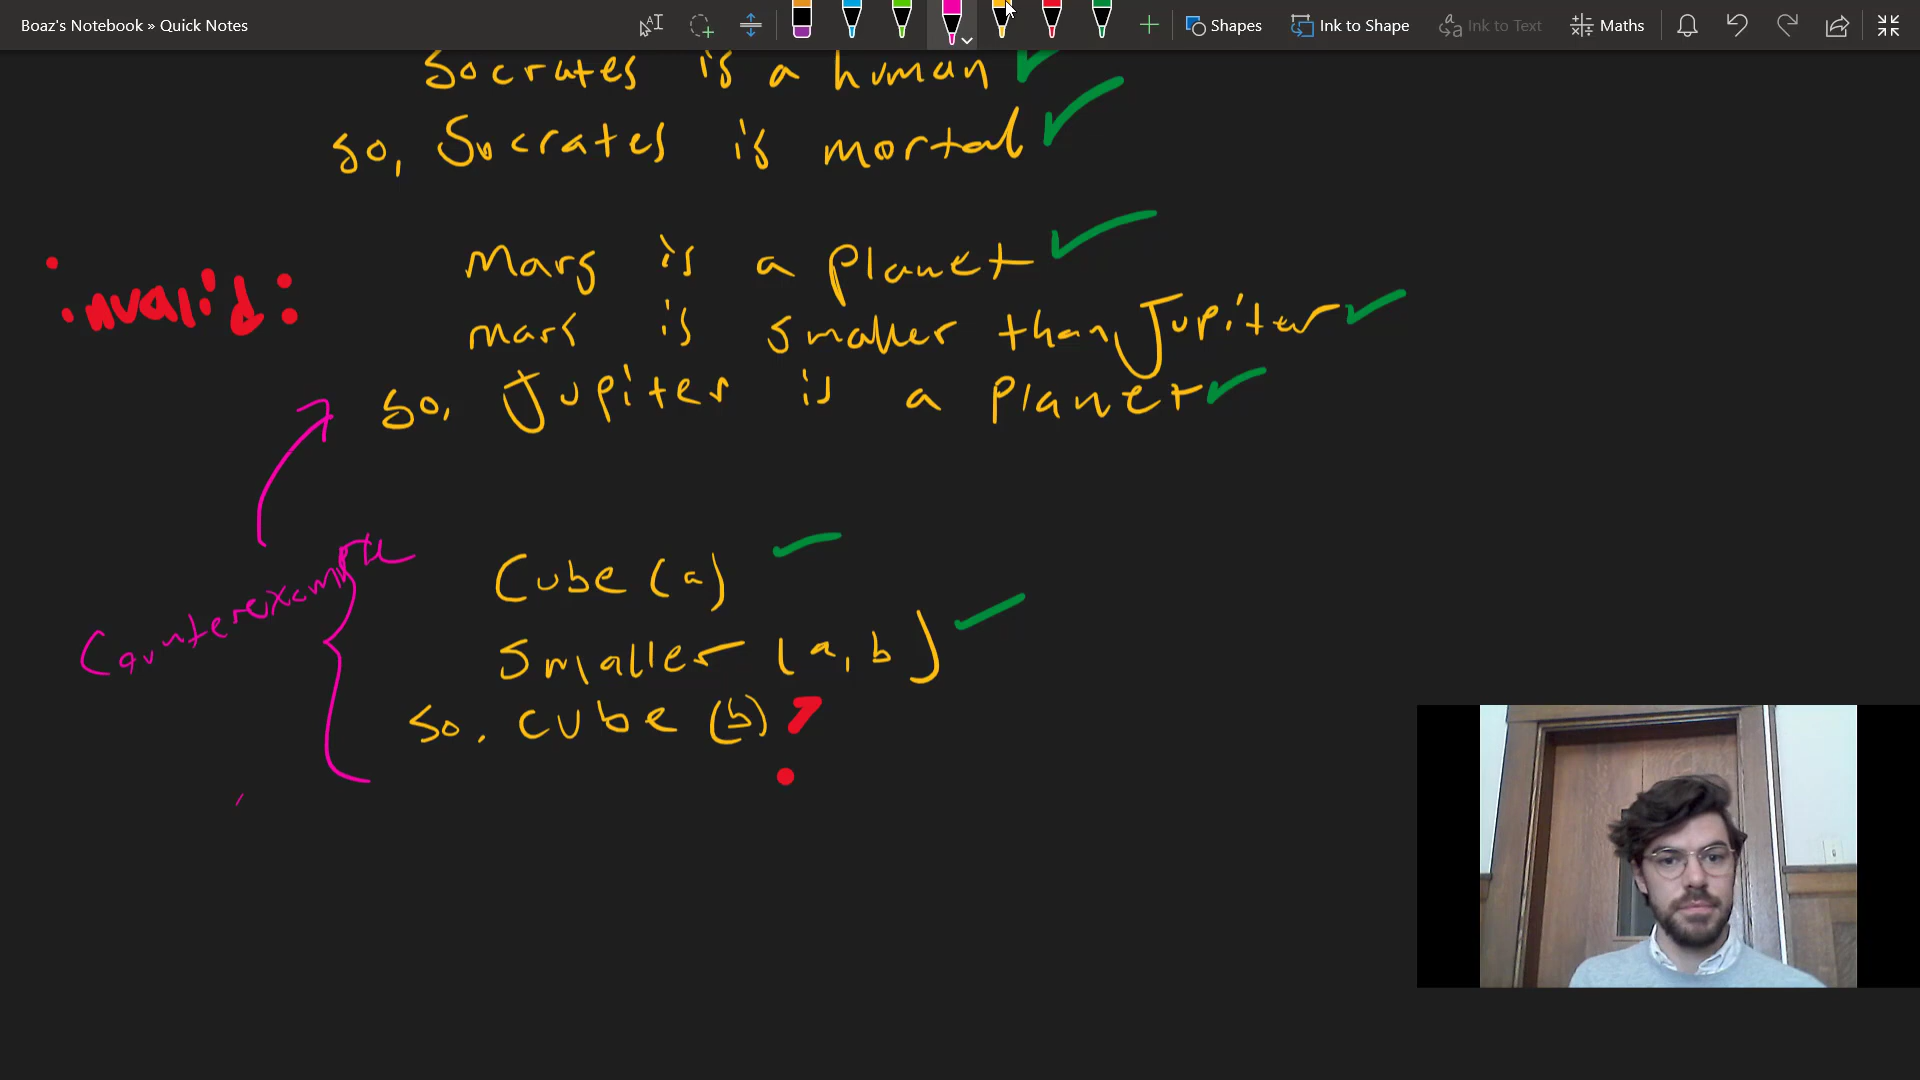 Boaz's Notebook » Quick Notes
Shapes
Ink to Shape
Ink to Text
Maths
Socrates is a human
so, Socrates is mortal
invalid:
Mars is a planet
mars is smaller than Jupiter
so, Jupiter is a planet
Counterexample
Cube (a)
Smaller (a, b)
so. cube (b)